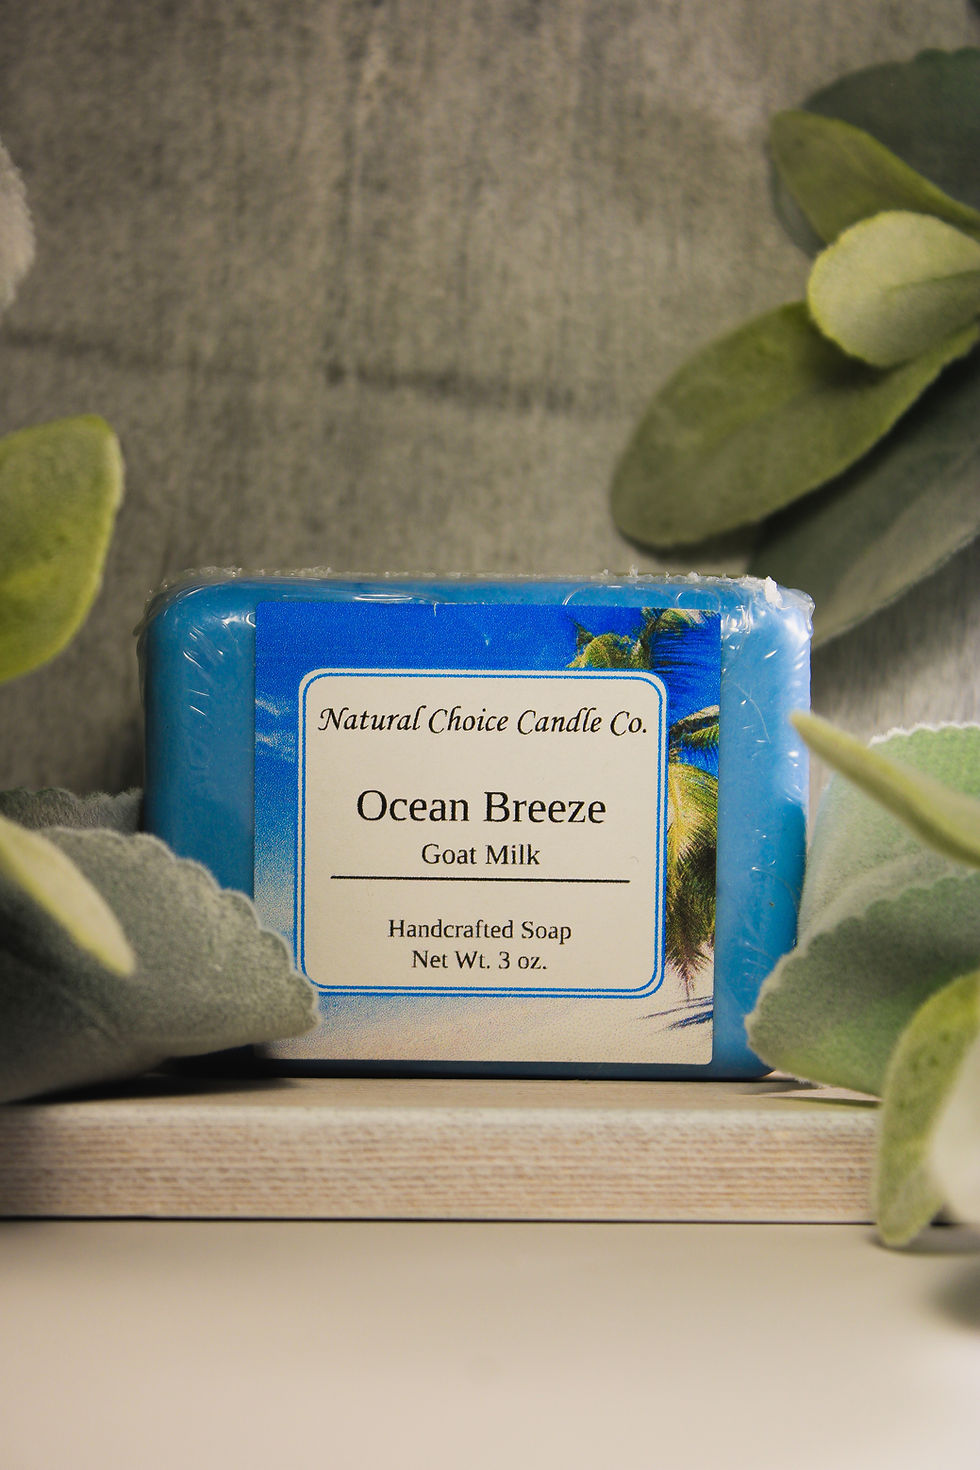 Natural Choice Candle Co.
Ocean Breeze
Goat Milk
Handcrafted Soap
Net Wt. 3 oz.